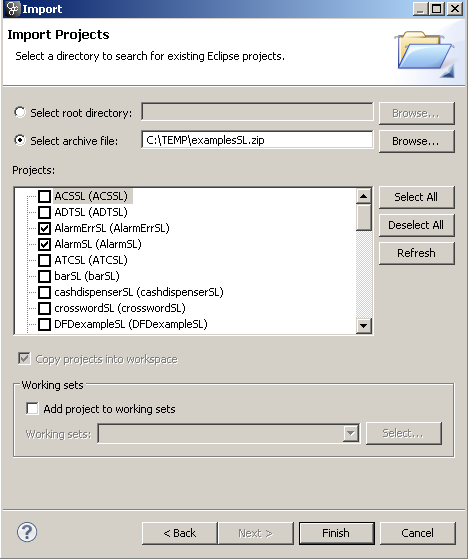 Import
Import Projects
Select a directory to search for existing Eclipse projects.
Select root directory:
Browse...
Select archive file:
C:\TEMP\examplesSL.zip
Browse...
Projects:
ACSSL (ACSSL)
ADTSL (ADTSL)
AlarmErrSL (AlarmErrSL)
AlarmSL (AlarmSL)
ATCSL (ATCSL)
barSL (barSL)
cashdispenserSL (cashdispenserSL)
crosswordSL (crosswordSL)
DFDexampleSL (DFDexampleSL)
Select All
Deselect All
Refresh
Copy projects into workspace
Working sets
Add project to working sets
Working sets:
Select...
?
< Back
Next >
Finish
Cancel